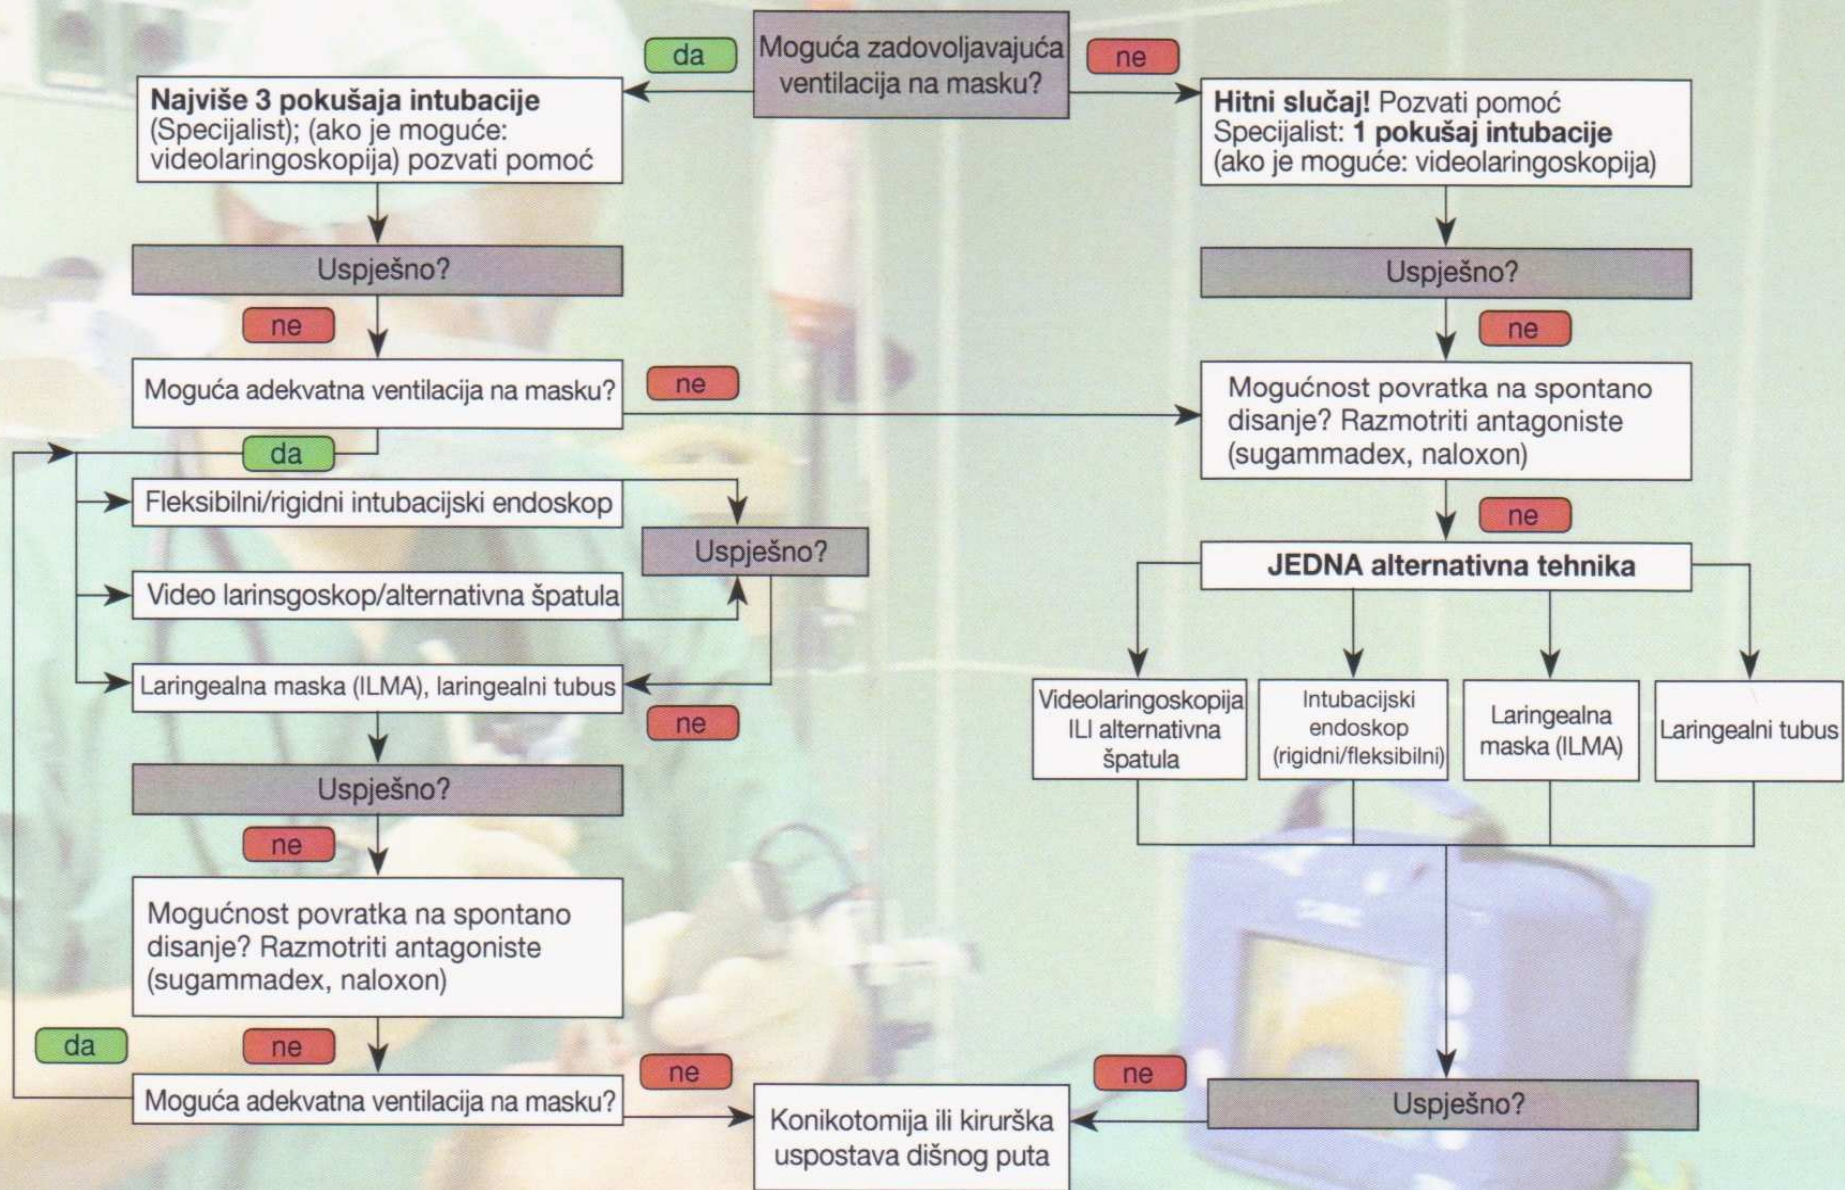 Moguća zadovoljavajuća
ventilacija na masku?
da
ne
Najviše 3 pokušaja intubacije
(Specijalist); (ako je moguće:
videolaringoskopija) pozvati pomoć
Hitni slučaj! Pozvati pomoć
Specijalist: 1 pokušaj intubacije
(ako je moguće: videolaringoskopija)
Uspješno?
Uspješno?
ne
ne
Moguća adekvatna ventilacija na masku?
ne
Mogućnost povratka na spontano
disanje? Razmotriti antagoniste
(sugammadex, naloxon)
da
Fleksibilni/rigidni intubacijski endoskop
ne
Uspješno?
JEDNA alternativna tehnika
Video larinsgoskop/alternativna špatula
Laringealna maska (ILMA), laringealni tubus
ne
Videolaringoskopija
ILI alternativna
špatula
Intubacijski
endoskop
(rigidni/fleksibilni)
Laringealna
maska (ILMA)
Laringealni tubus
Uspješno?
ne
Mogućnost povratka na spontano
disanje? Razmotriti antagoniste
(sugammadex, naloxon)
da
ne
Moguća adekvatna ventilacija na masku?
ne
ne
Uspješno?
Konikotomija ili kirurška
uspostava dišnog puta